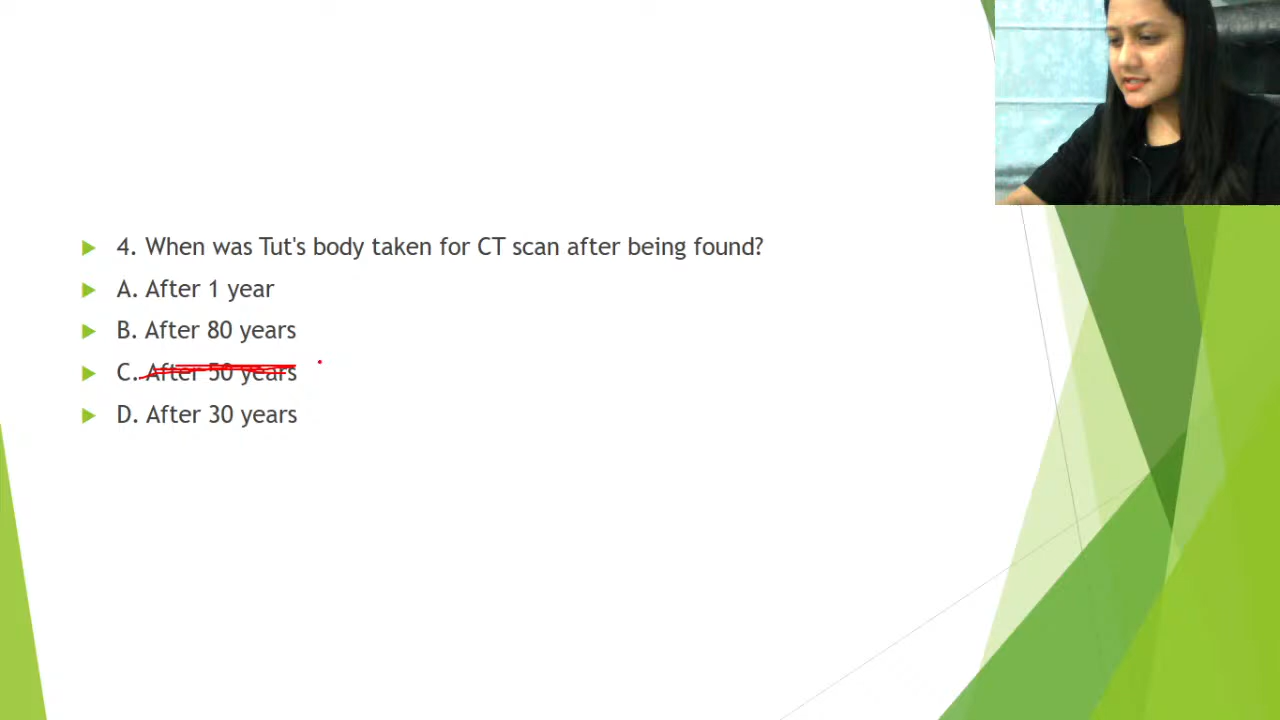 4. When was Tut's body taken for CT scan after being found?
A. After 1 year
B. After 80 years
C. After 50 years
D. After 30 years